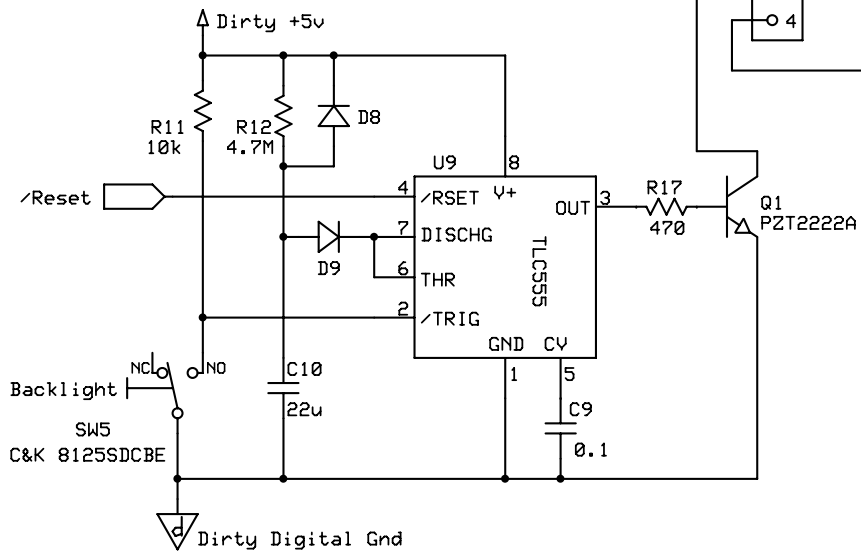 Dirty +5v
4
R11
10k
R12
4.7M
D8
U9
8
/Reset
4
/RSET
V+
3
OUT
R17
470
Q1
PZT2222A
7
DISCHG
D9
6
THR
TLC555
2
/TRIG
GND
CV
1
5
NC
NO
C10
22u
Backlight
C9
0.1
SW5
C&K 8125SDCBE
d
Dirty Digital Gnd